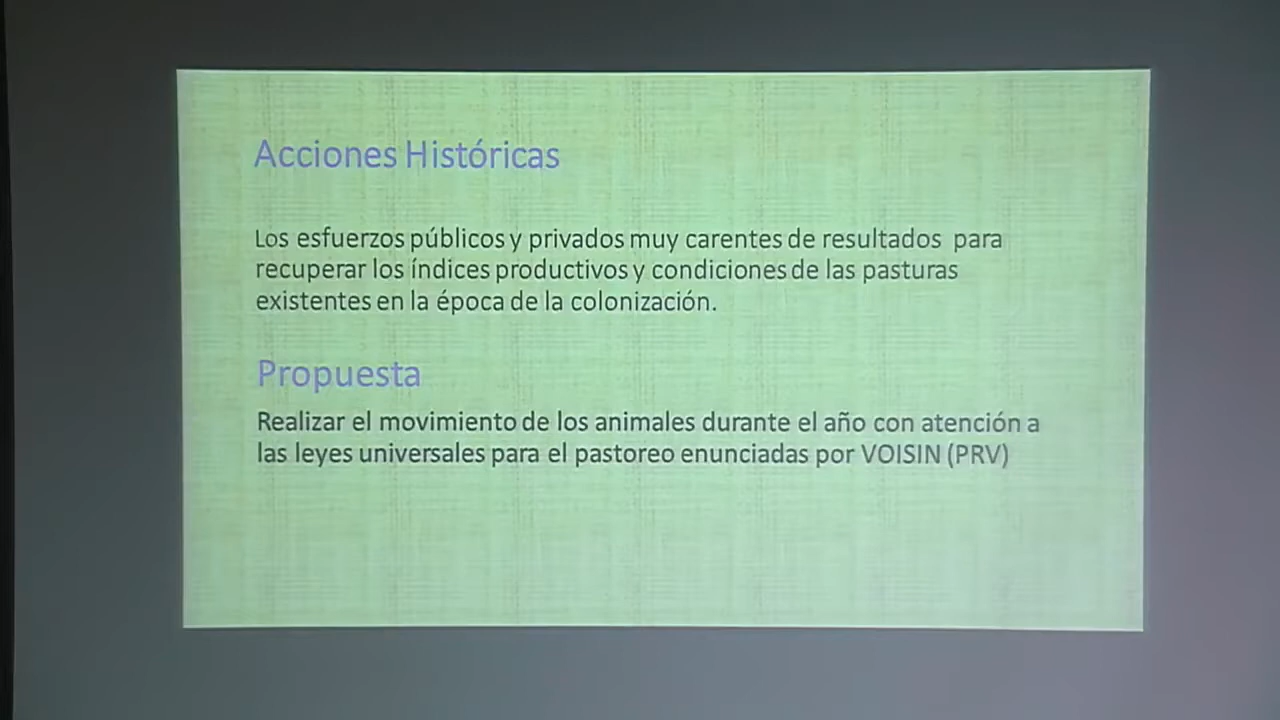 Acciones Históricas
Los esfuerzos públicos y privados muy carentes de resultados para
recuperar los índices productivos y condiciones de las pasturas
existentes en la época de la colonización.
Propuesta
Realizar el movimiento de los animales durante el año con atención a
las leyes universales para el pastoreo enunciadas por VOISIN (PRV)